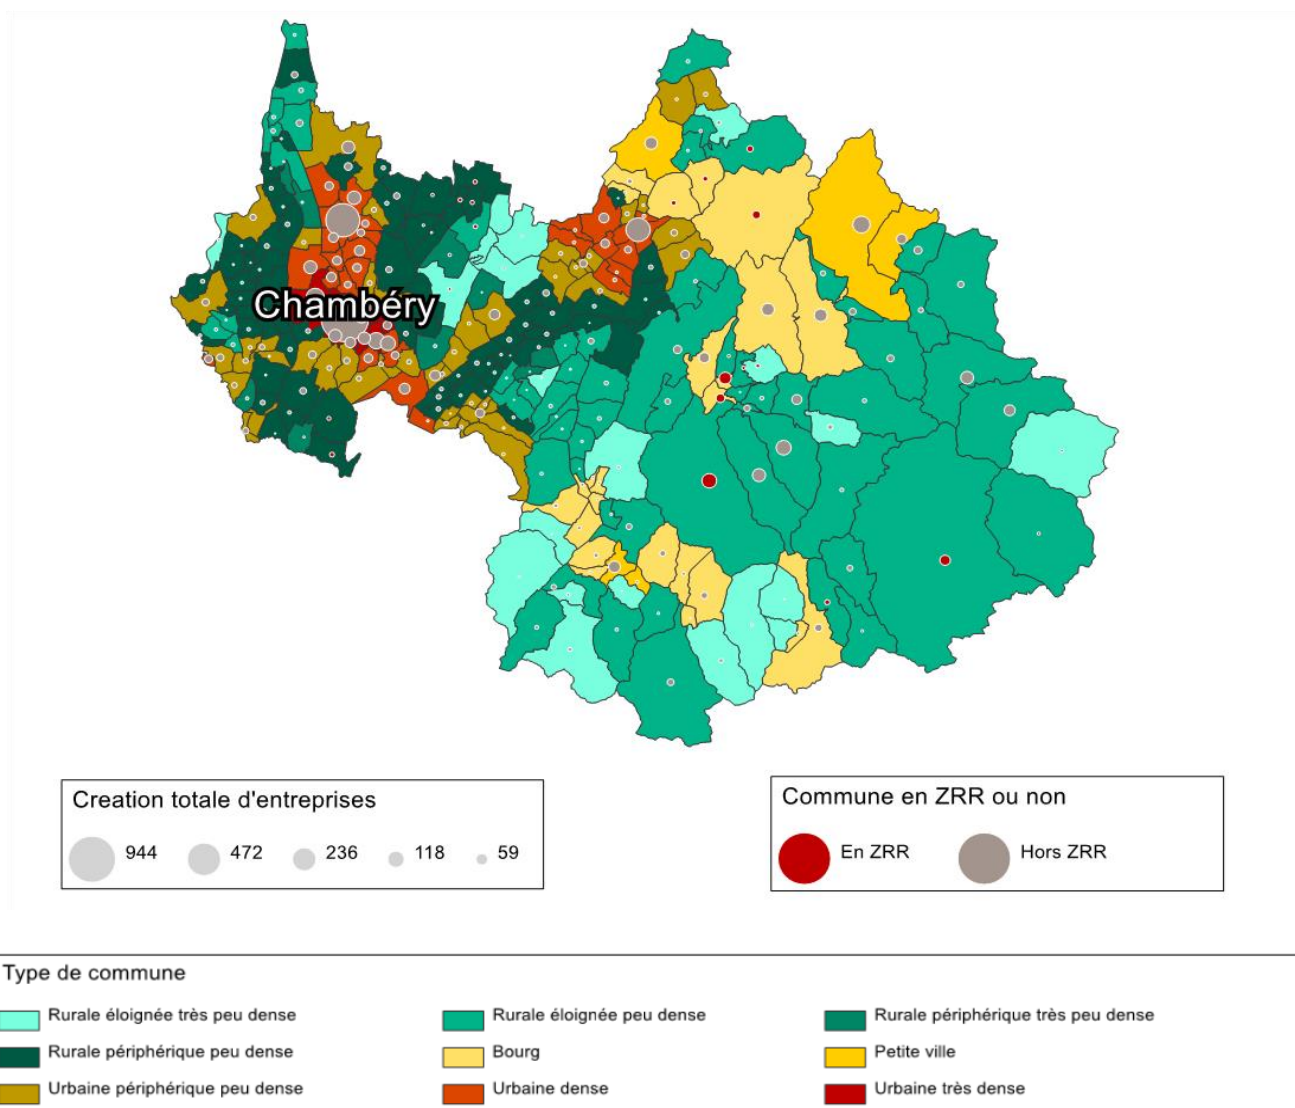 Chambéry
Creation totale d'entreprises
944 472 236 118 59
Commune en ZRR ou non
En ZRR Hors ZRR
Type de commune
Rurale éloignée très peu dense Rurale éloignée peu dense Rurale périphérique très peu dense
Rurale périphérique peu dense Bourg Petite ville
Urbaine périphérique peu dense Urbaine dense Urbaine très dense